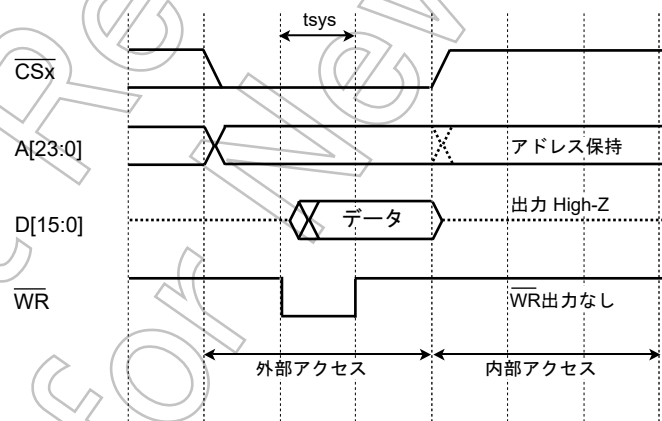 tsys
CSx
A[23:0]
アドレス保持
D[15:0]
データ
出力 High-Z
WR
WR出力なし
外部アクセス
内部アクセス